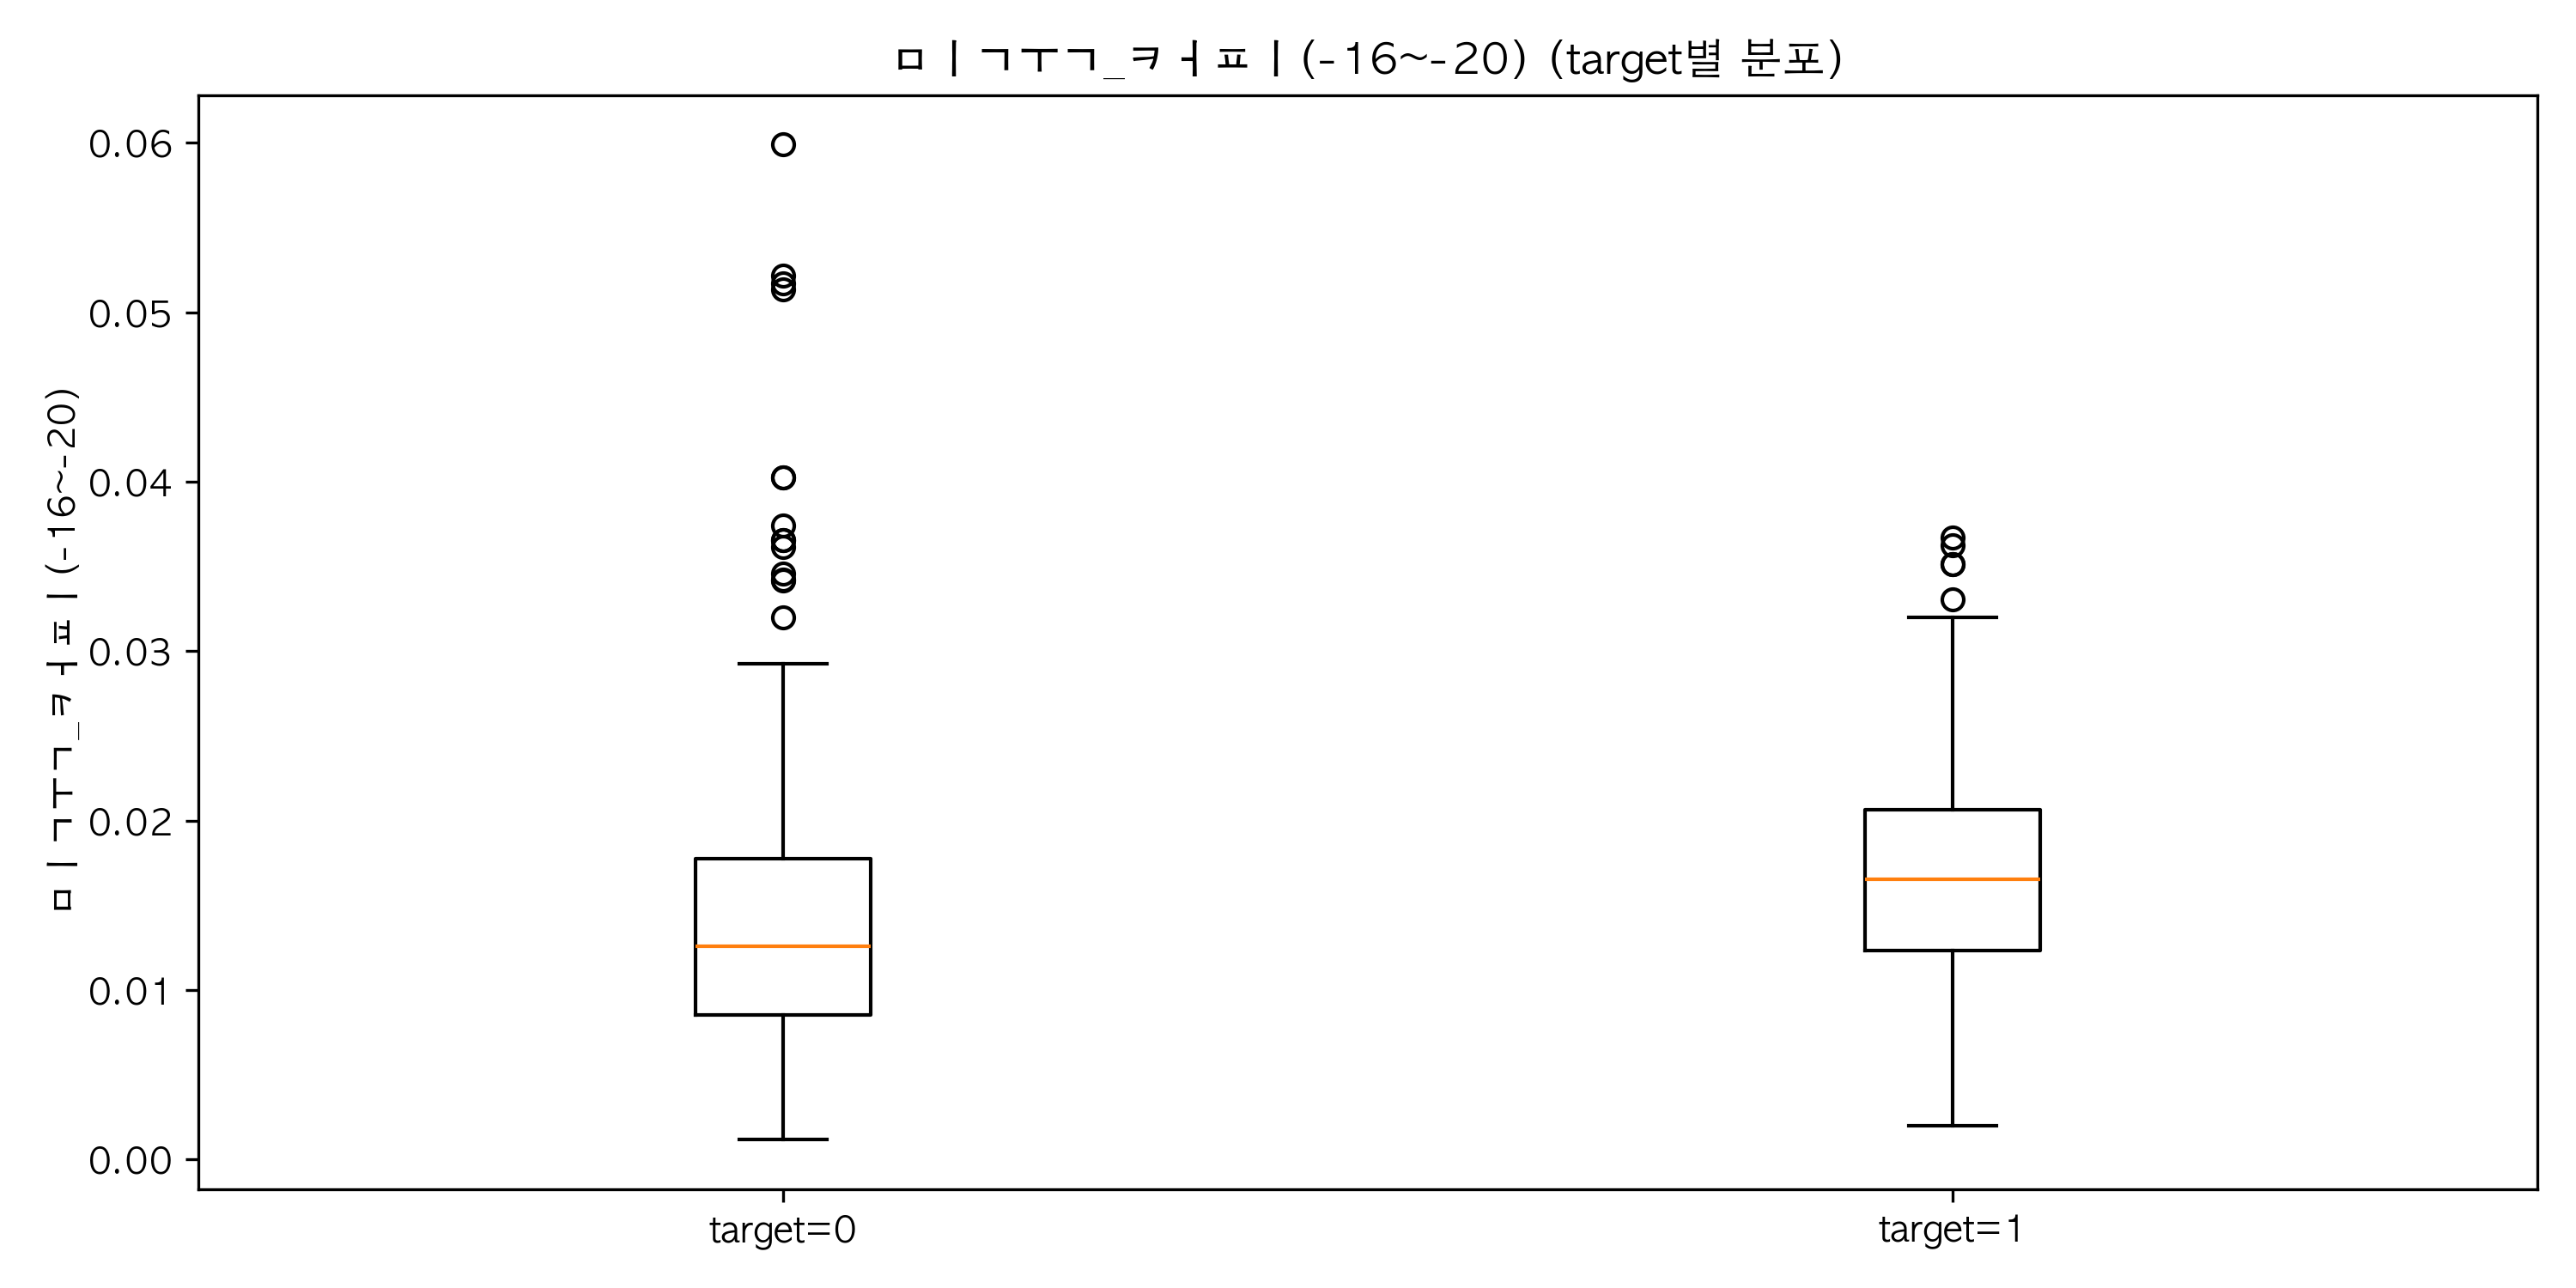 ㅁㅣㄱㅜㄱ_ㅋㅓㅍㅣ(-16~-20) (target별 분포)
ㅁㅣㄱㅜㄱ_ㅋㅓㅍㅣ(-16~-20)
0.06
0.05
0.04
0.03
0.02
0.01
0.00
target=0
target=1